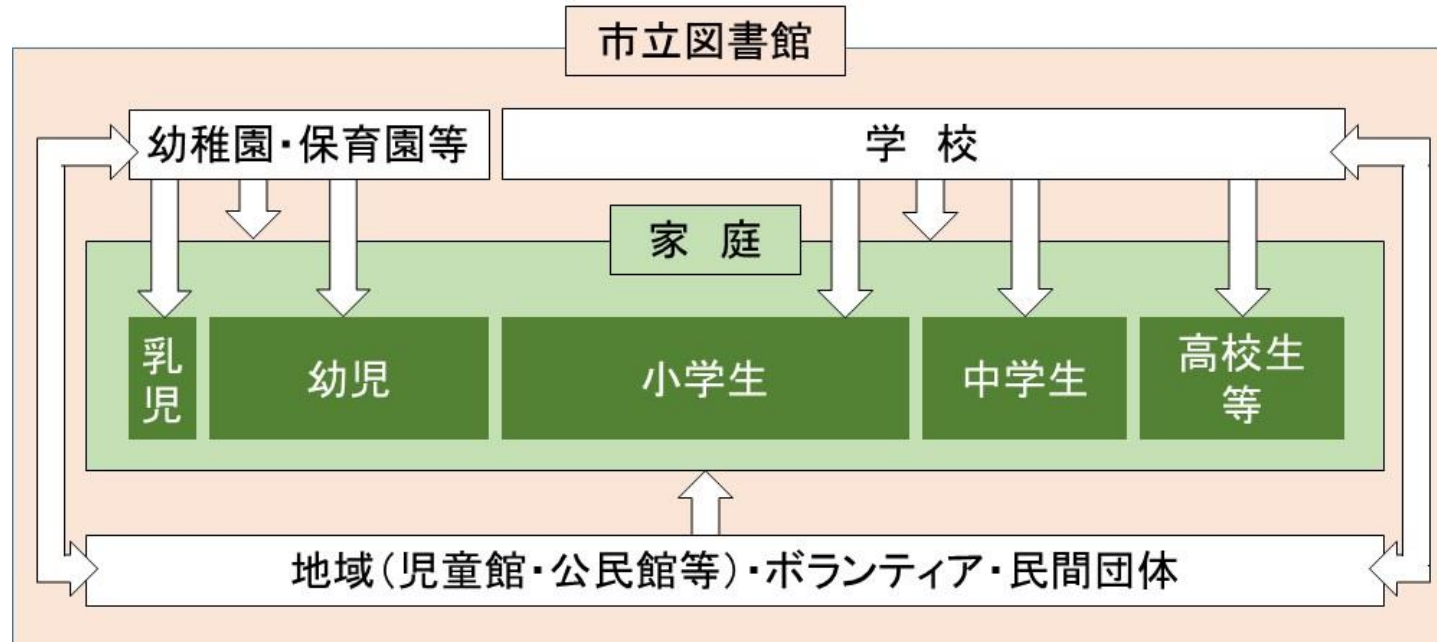 市立図書館
幼稚園・保育園等
学 校
家 庭
乳
児
幼児
小学生
中学生
高校生
等
地域(児童館・公民館等)・ボランティア・民間団体